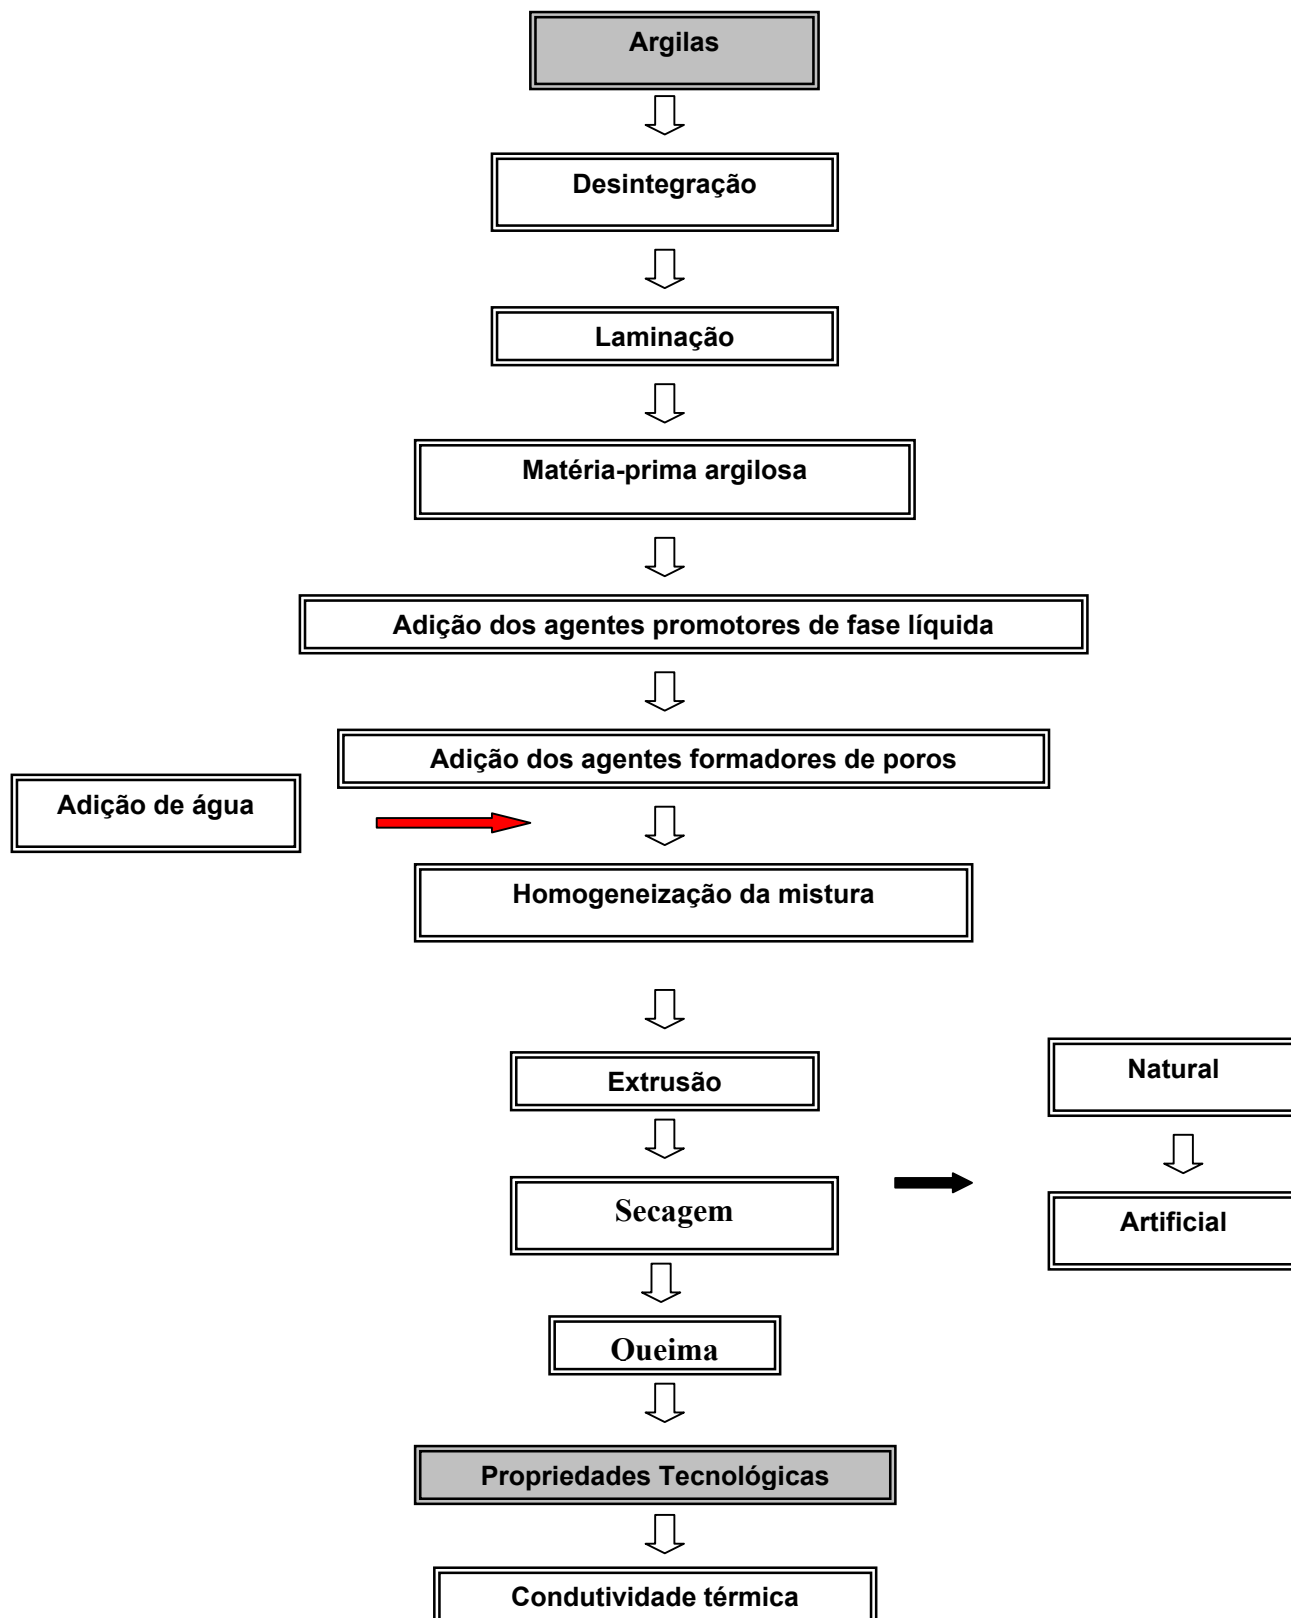 Argilas
Desintegração
Laminação
Matéria-prima argilosa
Adição dos agentes promotores de fase líquida
Adição dos agentes formadores de poros
Adição de água
Homogeneização da mistura
Extrusão
Natural
Secagem
Artificial
Queima
Propriedades Tecnológicas
Condutividade térmica